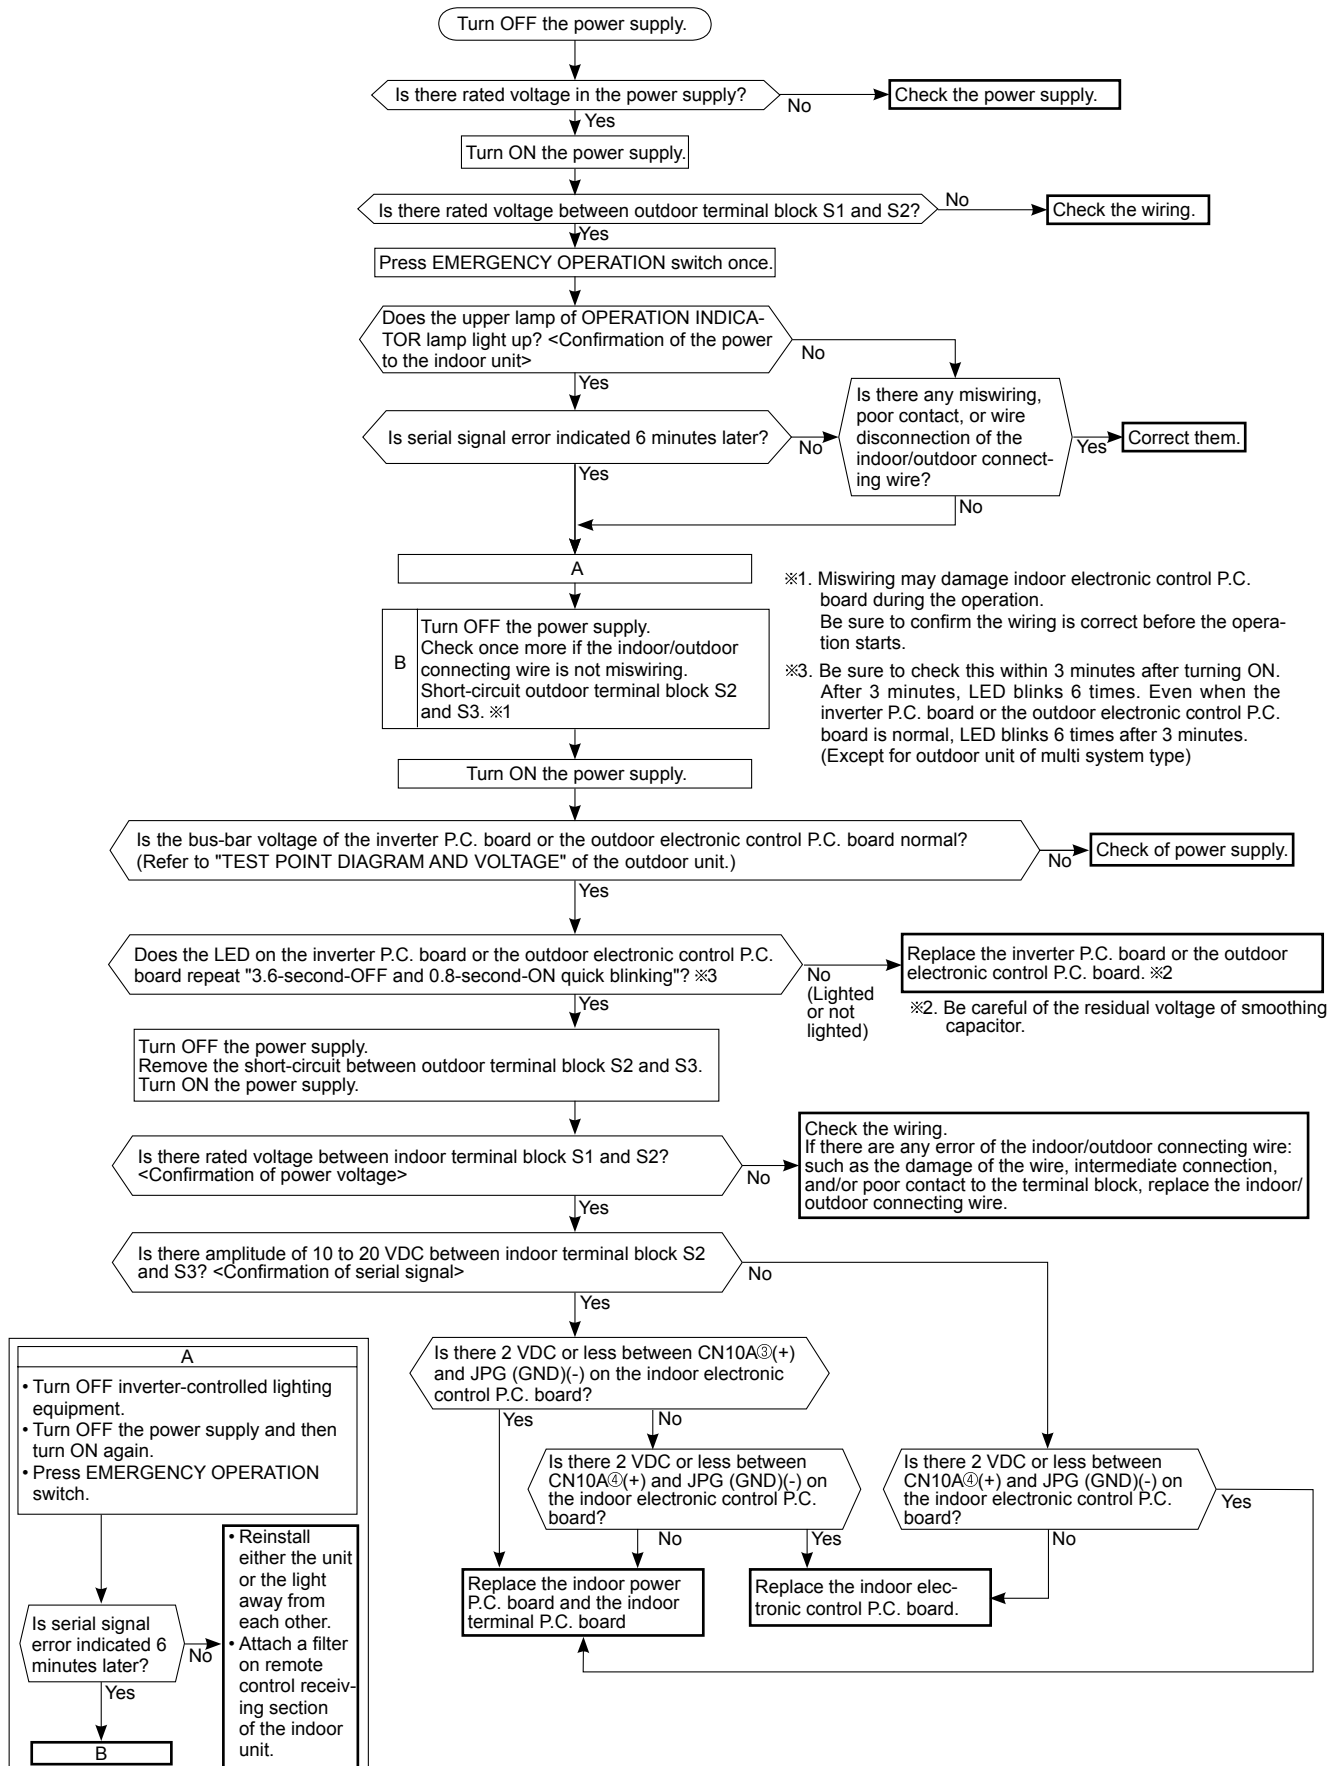 Turn OFF the power supply.
Is there rated voltage in the power supply?
No
Check the power supply.
Yes
Turn ON the power supply.
Is there rated voltage between outdoor terminal block S1 and S2?
No
Check the wiring.
Yes
Press EMERGENCY OPERATION switch once.
Does the upper lamp of OPERATION INDICA-
TOR lamp light up? <Confirmation of the power
to the indoor unit>
No
Yes
Is there any miswiring,
poor contact, or wire
disconnection of the
indoor/outdoor connect-
ing wire?
Yes
Correct them.
Is serial signal error indicated 6 minutes later?
No
Yes
No
A
※1. Miswiring may damage indoor electronic control P.C.
board during the operation.
Be sure to confirm the wiring is correct before the opera-
tion starts.
※3. Be sure to check this within 3 minutes after turning ON.
After 3 minutes, LED blinks 6 times. Even when the
inverter P.C. board or the outdoor electronic control P.C.
board is normal, LED blinks 6 times after 3 minutes.
(Except for outdoor unit of multi system type)
B
Turn OFF the power supply.
Check once more if the indoor/outdoor
connecting wire is not miswiring.
Short-circuit outdoor terminal block S2
and S3. ※1
Turn ON the power supply.
Is the bus-bar voltage of the inverter P.C. board or the outdoor electronic control P.C. board normal?
(Refer to "TEST POINT DIAGRAM AND VOLTAGE" of the outdoor unit.)
No
Check of power supply.
Yes
Does the LED on the inverter P.C. board or the outdoor electronic control P.C.
board repeat "3.6-second-OFF and 0.8-second-ON quick blinking"? ※3
No
(Lighted
or not
lighted)
Replace the inverter P.C. board or the outdoor
electronic control P.C. board. ※2
※2. Be careful of the residual voltage of smoothing
capacitor.
Yes
Turn OFF the power supply.
Remove the short-circuit between outdoor terminal block S2 and S3.
Turn ON the power supply.
Is there rated voltage between indoor terminal block S1 and S2?
<Confirmation of power voltage>
No
Check the wiring.
If there are any error of the indoor/outdoor connecting wire:
such as the damage of the wire, intermediate connection,
and/or poor contact to the terminal block, replace the indoor/
outdoor connecting wire.
Yes
Is there amplitude of 10 to 20 VDC between indoor terminal block S2
and S3? <Confirmation of serial signal>
No
Yes
Is there 2 VDC or less between CN10A③(+)
and JPG (GND)(-) on the indoor electronic
control P.C. board?
Yes
No
Is there 2 VDC or less between
CN10A④(+) and JPG (GND)(-) on
the indoor electronic control P.C.
board?
No
Yes
Is there 2 VDC or less between
CN10A④(+) and JPG (GND)(-) on
the indoor electronic control P.C.
board?
Yes
No
Replace the indoor power
P.C. board and the indoor
terminal P.C. board
Replace the indoor elec-
tronic control P.C. board.
A
• Turn OFF inverter-controlled lighting
equipment.
• Turn OFF the power supply and then
turn ON again.
• Press EMERGENCY OPERATION
switch.
Is serial signal
error indicated 6
minutes later?
No
Yes
B
• Reinstall
either the unit
or the light
away from
each other.
• Attach a filter
on remote
control receiv-
ing section
of the indoor
unit.